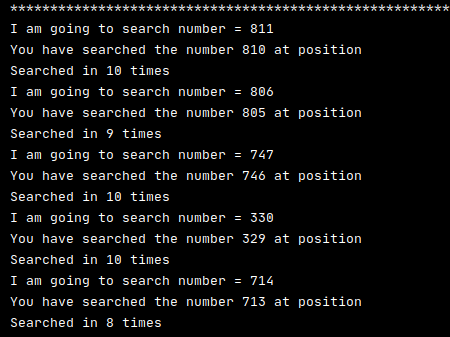 *******************************************************
I am going to search number = 811
You have searched the number 810 at position
Searched in 10 times
I am going to search number = 806
You have searched the number 805 at position
Searched in 9 times
I am going to search number = 747
You have searched the number 746 at position
Searched in 10 times
I am going to search number = 330
You have searched the number 329 at position
Searched in 10 times
I am going to search number = 714
You have searched the number 713 at position
Searched in 8 times